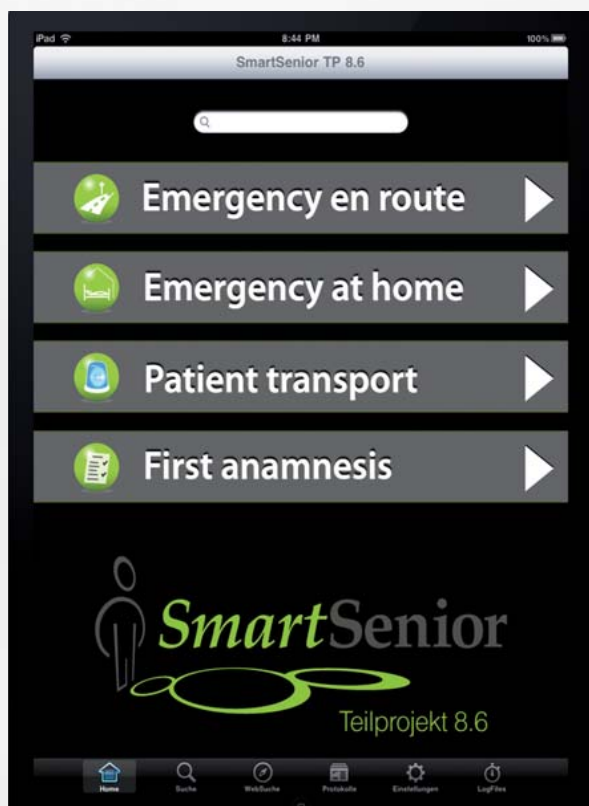 iPad 8:44 PM 100%
SmartSenior TP 8.6
Emergency en route
Emergency at home
Patient transport
First anamnesis
SmartSenior
Teilprojekt 8.6
Home Suche WebSuche Protokolle Einstellungen LogFiles